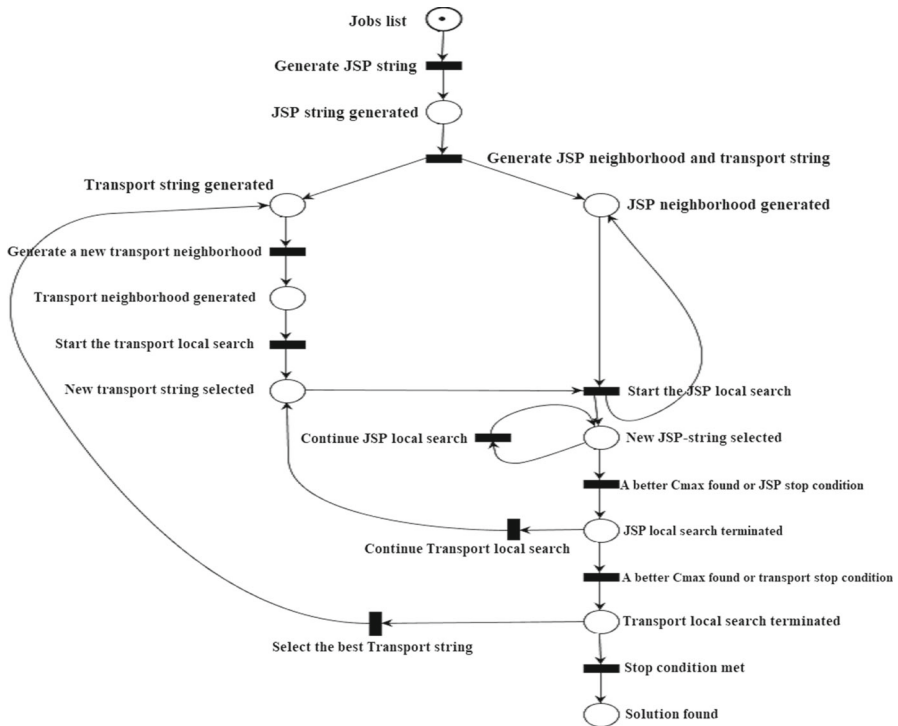 Jobs list
Generate JSP string
JSP string generated
Generate JSP neighborhood and transport string
Transport string generated
JSP neighborhood generated
Generate a new transport neighborhood
Transport neighborhood generated
Start the transport local search
New transport string selected
Start the JSP local search
Continue JSP local search
New JSP-string selected
A better Cmax found or JSP stop condition
JSP local search terminated
Continue Transport local search
A better Cmax found or transport stop condition
Transport local search terminated
Select the best Transport string
Stop condition met
Solution found